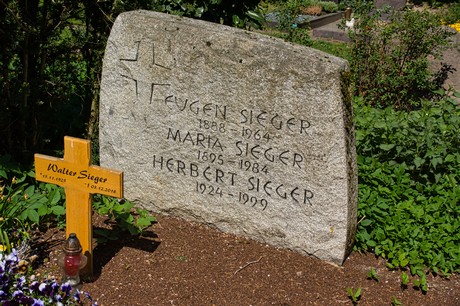 EUGEN SIEGER
1888 - 1964
MARIA SIEGER
1895 - 1984
HERBERT SIEGER
1924 - 1999
Walter Sieger